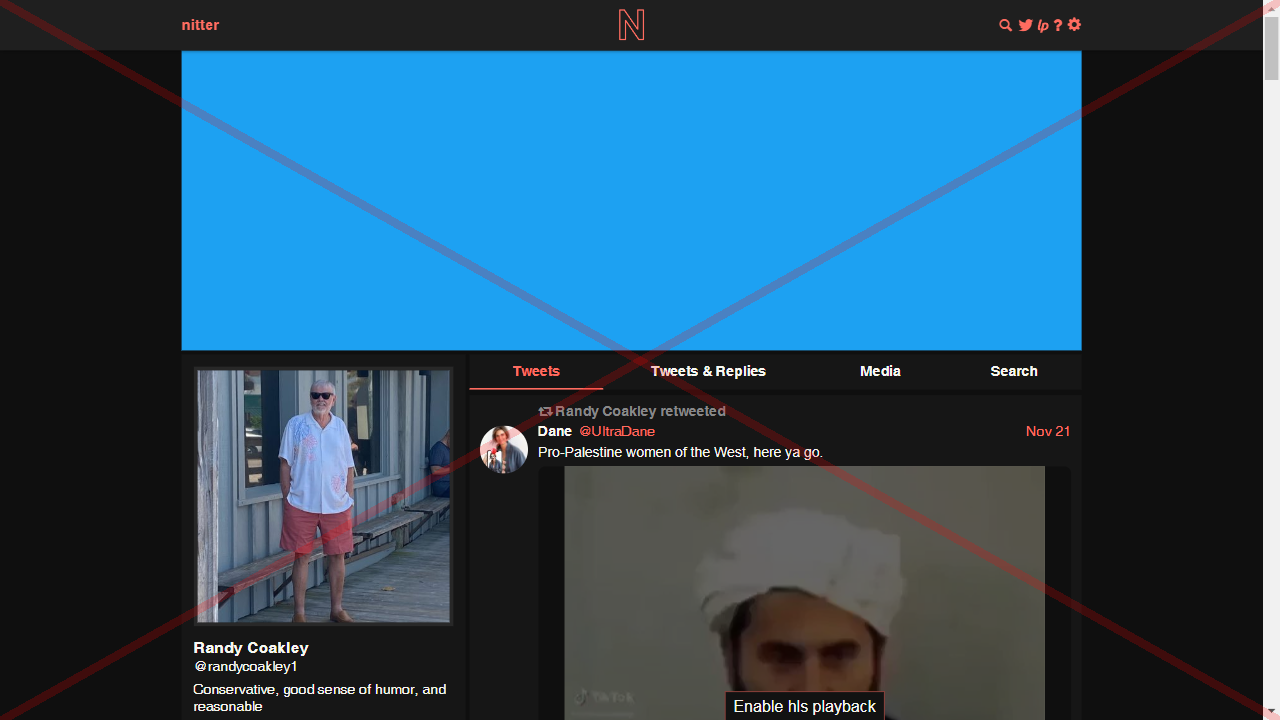 nitter
N
lp ?
Tweets
Tweets & Replies
Media
Search
Randy Coakley retweeted
Dane @UltraDane
Nov 21
Pro-Palestine women of the West, here ya go.
TikTok
Enable hls playback
Randy Coakley
@randycoakley1
Conservative, good sense of humor, and
reasonable